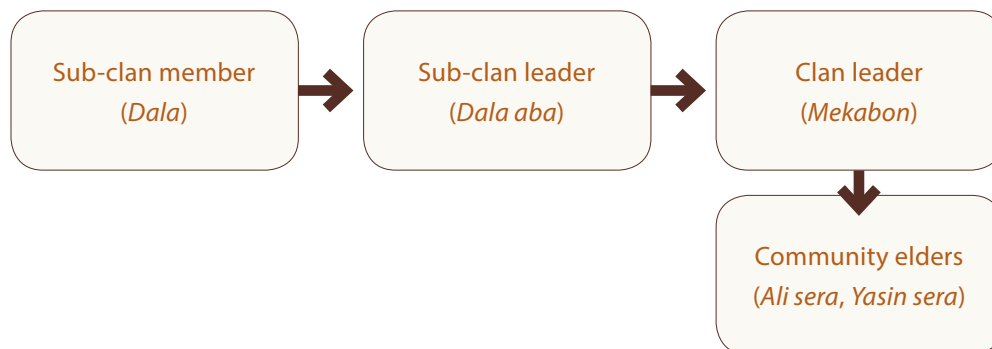 Sub-clan member
(Dala)
Sub-clan leader
(Dala aba)
Clan leader
(Mekabon)
Community elders
(Ali sera, Yasin sera)